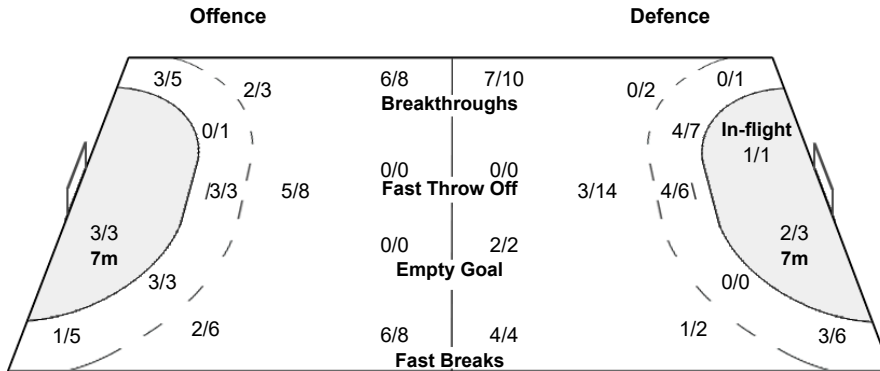 Offence Defence
3/5 2/3 6/8 7/10 0/2 0/1
Breakthroughs
0/1 4/7 In-flight
1/1
0/0 0/0
3/3 5/8 Fast Throw Off 3/14 4/6
3/3 2/3
7m 7m
0/0 2/2
Empty Goal
3/3 0/0
1/5 2/6 6/8 4/4 1/2 3/6
Fast Breaks